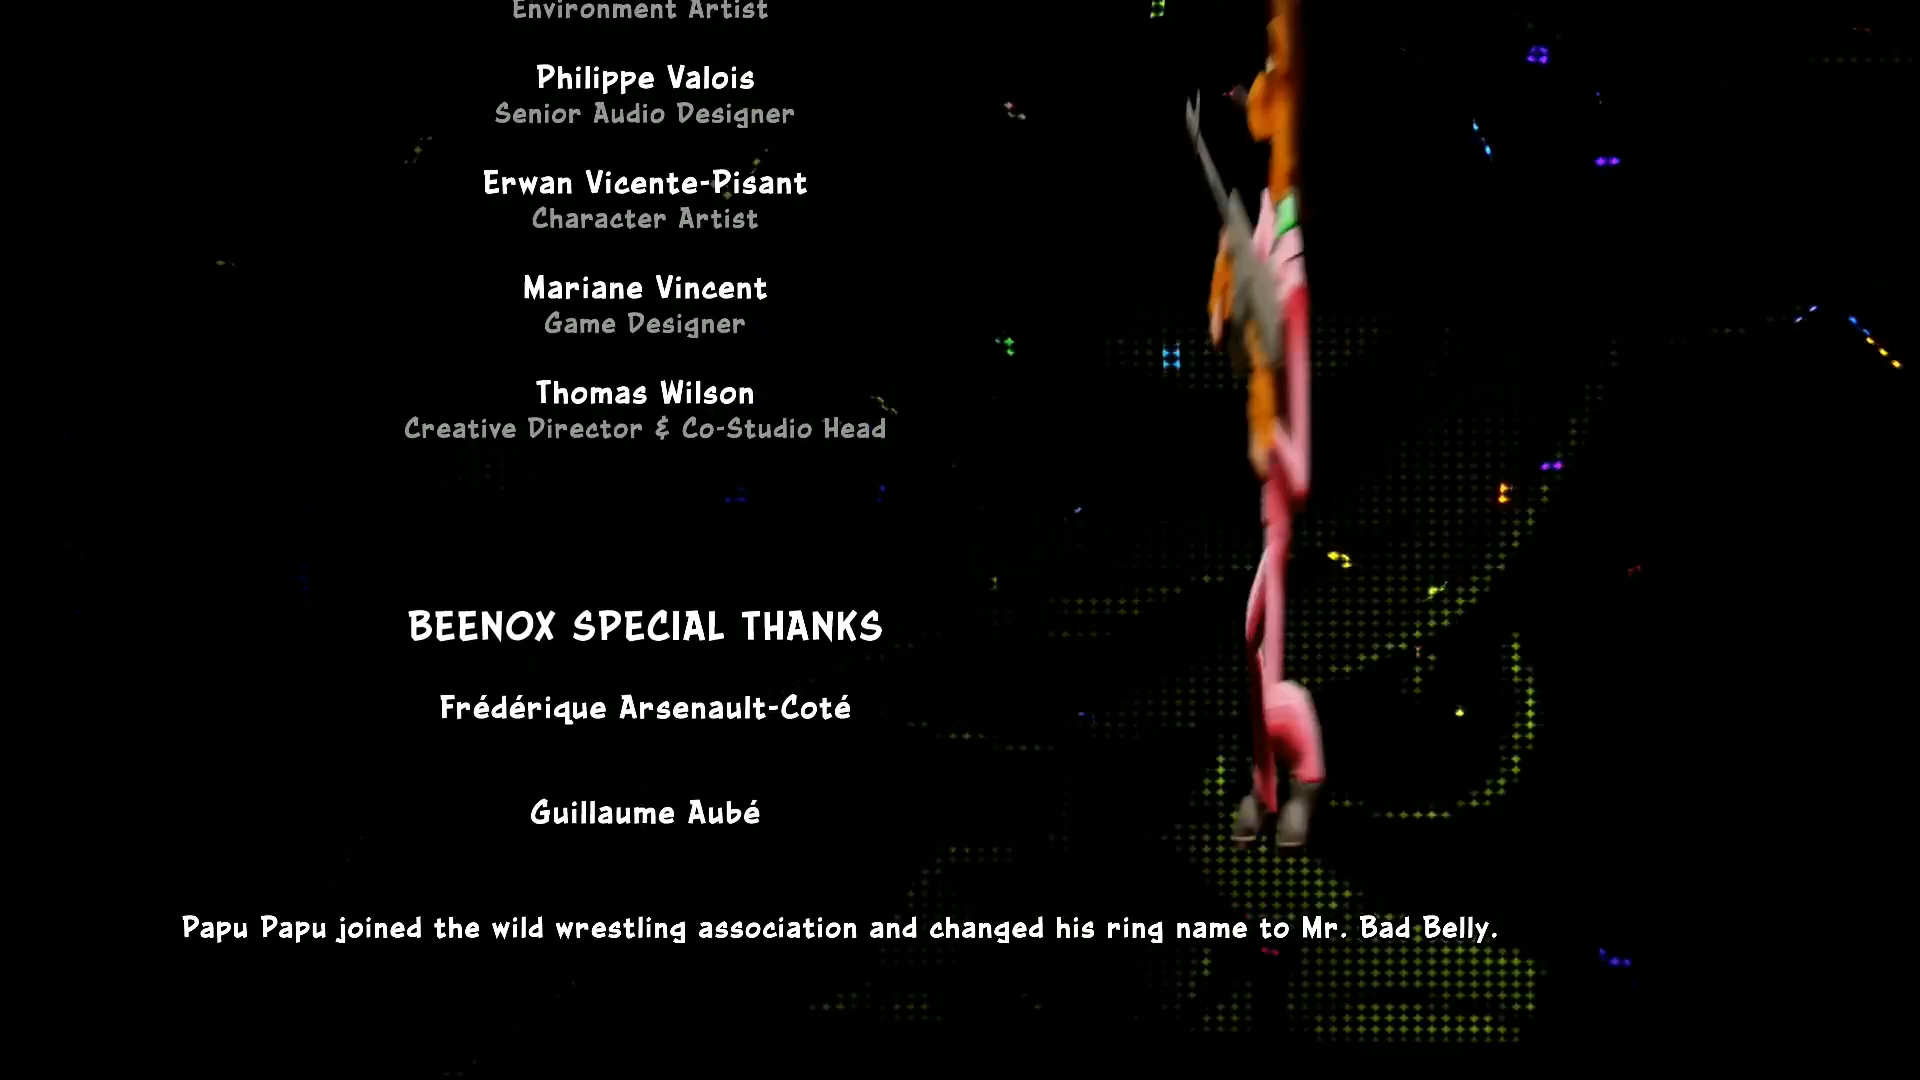 Environment Artist
Philippe Valois
Senior Audio Designer
Erwan Vicente-Pisant
Character Artist
Mariane Vincent
Game Designer
Thomas Wilson
Creative Director & Co-Studio Head
BEENOX SPECIAL THANKS
Frédérique Arsenault-Coté
Guillaume Aubé
Papu Papu joined the wild wrestling association and changed his ring name to Mr. Bad Belly.